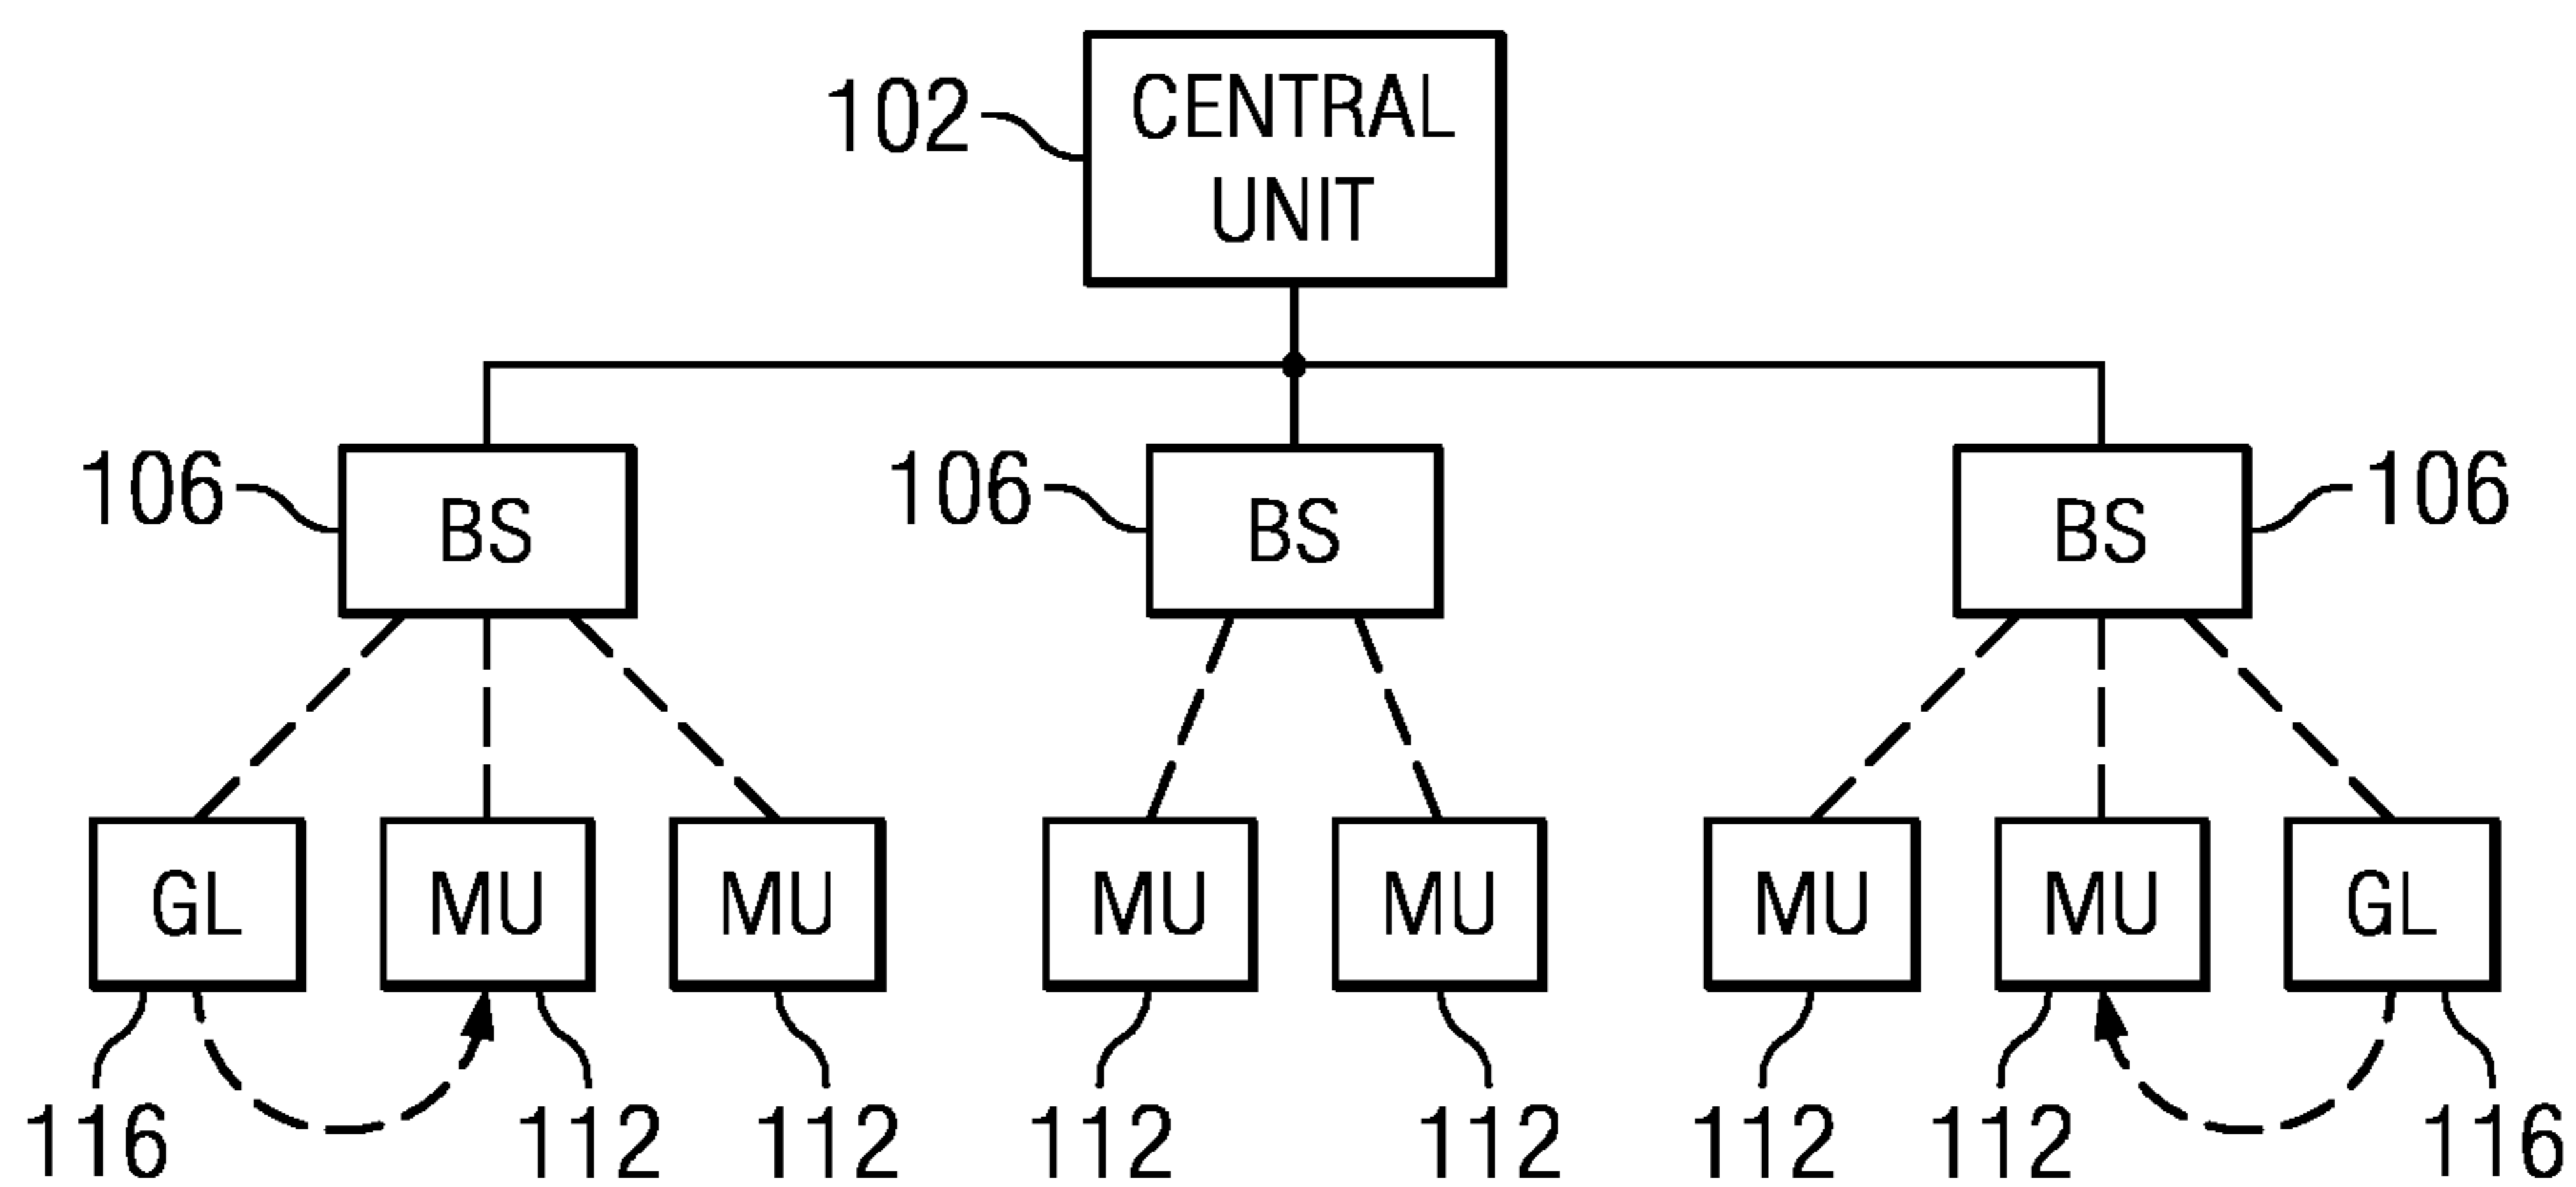 102
CENTRAL
UNIT
106 BS 106 BS BS 106
GL MU MU MU MU MU MU GL
116 112 112 112 112 112 112 116